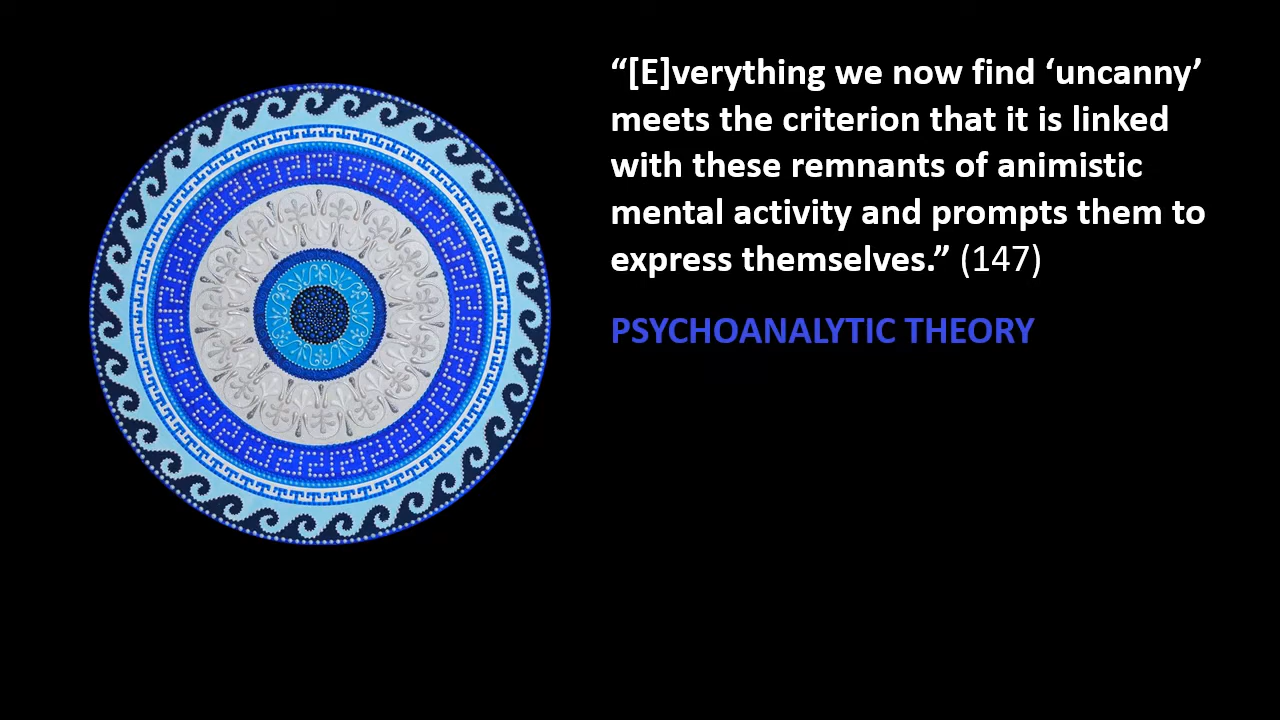 “[E]verything we now find ‘uncanny’
meets the criterion that it is linked
with these remnants of animistic
mental activity and prompts them to
express themselves.” (147)
PSYCHOANALYTIC THEORY